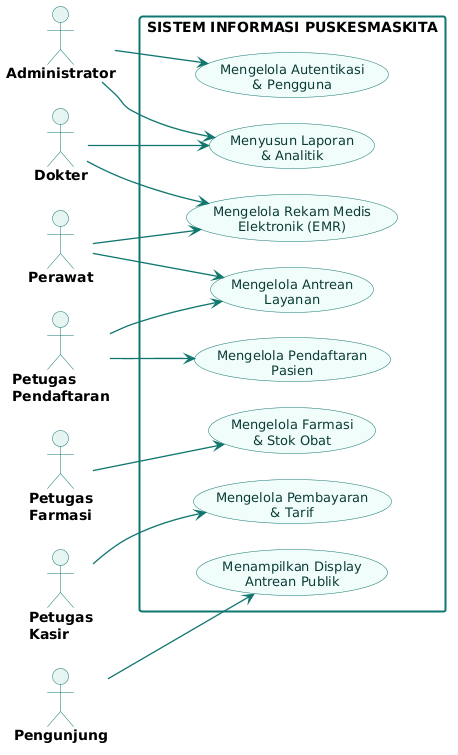 SISTEM INFORMASI PUSKESMASKITA
Administrator
Mengelola Autentikasi
& Pengguna
Dokter
Menyusun Laporan
& Analitik
Perawat
Mengelola Rekam Medis
Elektronik (EMR)
Mengelola Antrean
Layanan
Petugas
Pendaftaran
Mengelola Pendaftaran
Pasien
Petugas
Farmasi
Mengelola Farmasi
& Stok Obat
Petugas
Kasir
Mengelola Pembayaran
& Tarif
Menampilkan Display
Antrean Publik
Pengunjung